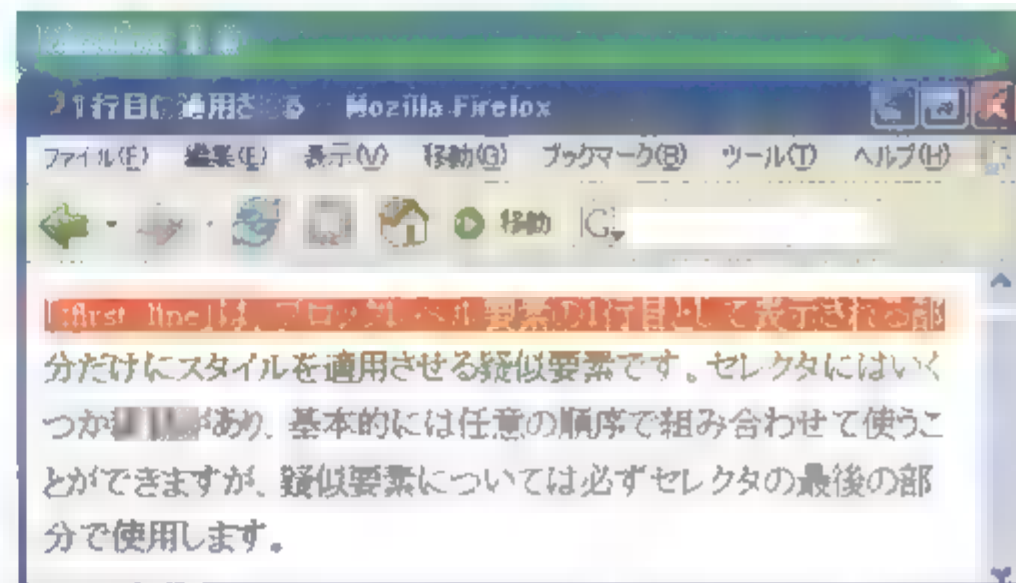 1行目に適用される Mozilla Firefox
ファイル(F) 編集(E) 表示(V) 移動(G) ブックマーク(B) ツール(T) ヘルプ(H)
移動 G
「:first-line」は、ブロックレベル要素の1行目として表示される部
分だけにスタイルを適用させる疑似要素です。セレクタにはいく
つか があり、基本的には任意の順序で組み合わせて使うこ
とができますが、疑似要素については必ずセレクタの最後の部
分で使用します。